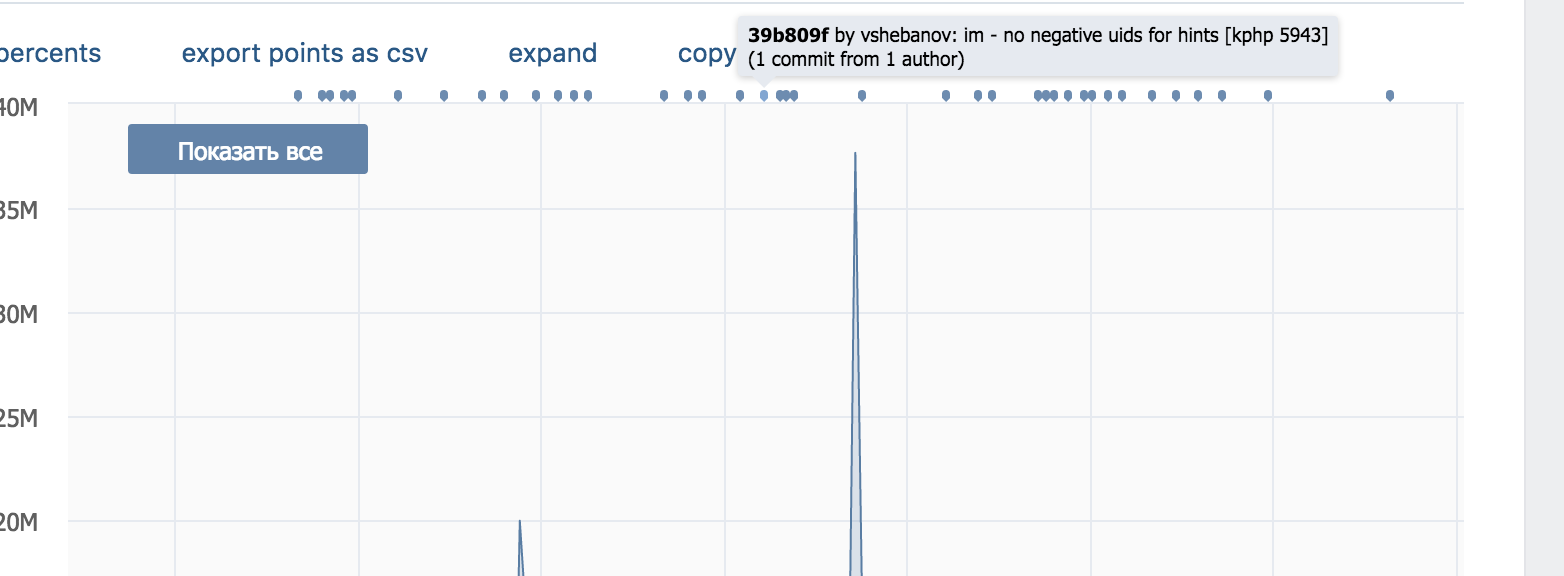 39b809f by vshebanov: im - no negative uids for hints [kphp 5943]
(1 commit from 1 author)
percents export points as csv expand copy
40M
Показать все
35M
30M
25M
20M